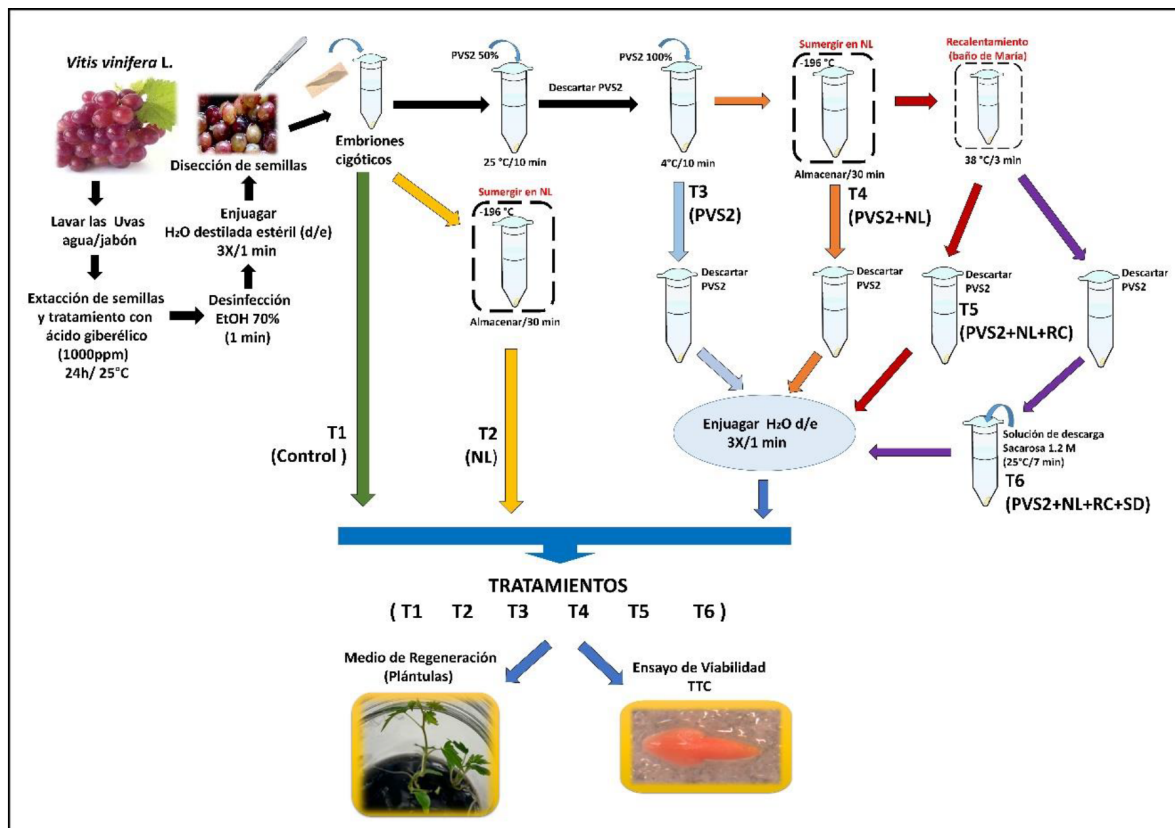 Vitis vinifera L.
Lavar las Uvas
agua/jabón
Extacción de semillas
y tratamiento con
ácido giberélico
(1000ppm)
24h/ 25°C
Desinfección
EtOH 70%
(1 min)
Enjuagar
H₂O destilada estéril (d/e)
3X/1 min
Disección de semillas
Embriones
cigóticos
PVS2 50%
25 °C/10 min
Descartar PVS2
PVS2 100%
4°C/10 min
Sumergir en NL
-196 °C
Almacenar/30 min
Recalentamiento
(baño de María)
38 °C/3 min
Sumergir en NL
-196 °C
Almacenar/30 min
T3
(PVS2)
T4
(PVS2+NL)
Descartar
PVS2
Descartar
PVS2
Descartar
PVS2
T5
(PVS2+NL+RC)
Descartar
PVS2
T1
(Control )
T2
(NL)
Enjuagar H₂O d/e
3X/1 min
Solución de descarga
Sacarosa 1.2 M
(25°C/7 min)
T6
(PVS2+NL+RC+SD)
TRATAMIENTOS
( T1 T2 T3 T4 T5 T6 )
Medio de Regeneración
(Plántulas)
Ensayo de Viabilidad
TTC